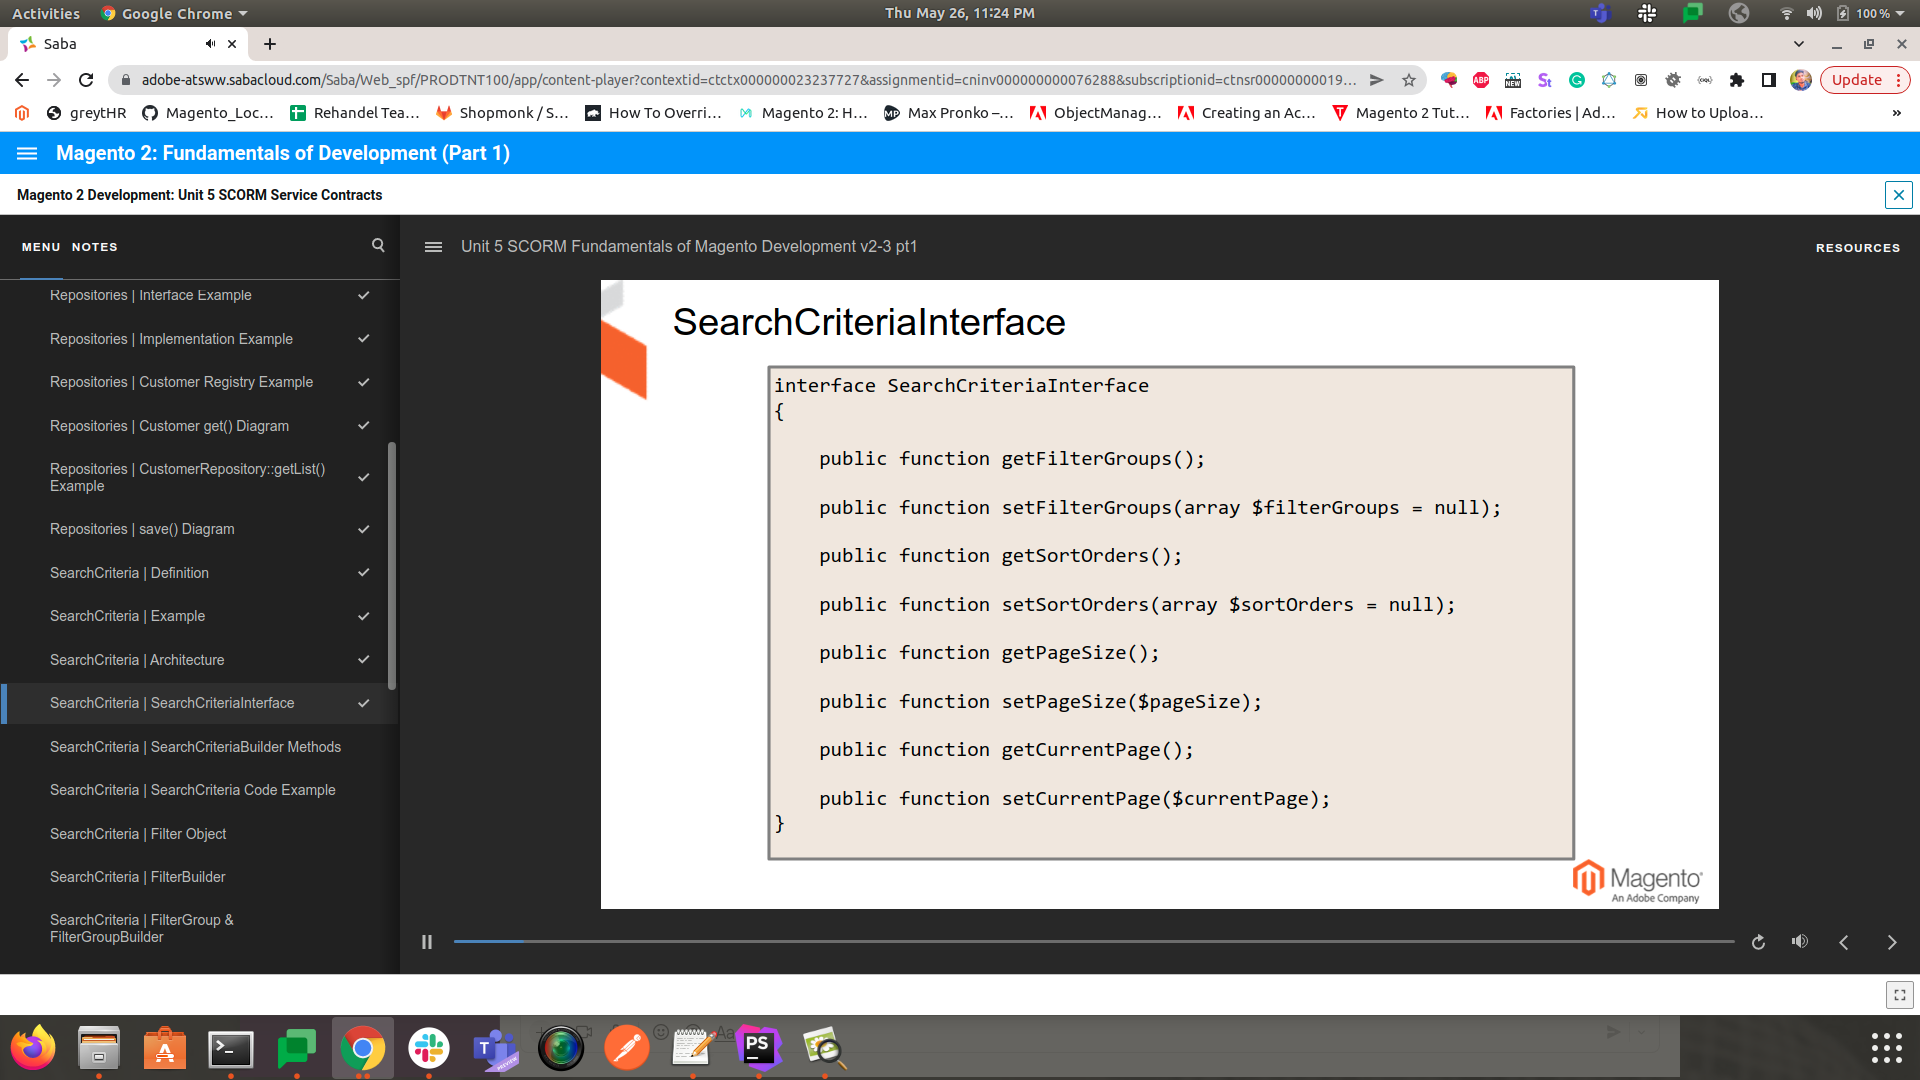 Activities Google Chrome Thu May 26, 11:24 PM 100 %
Saba
adobe-atsww.sabacloud.com/Saba/Web_spf/PRODTNT100/app/content-player?contextid=ctctx000000023237727&assignmentid=cninv000000000076288&subscriptionid=ctnsr00000000019... ABP NEW St Update
greytHR Magento_Loc... Rehandel Tea... Shopmonk / S... How To Overri... Magento 2: H... Max Pronko –... ObjectManag... Creating an Ac... Magento 2 Tut... Factories | Ad... How to Uploa... »
Magento 2: Fundamentals of Development (Part 1)
Magento 2 Development: Unit 5 SCORM Service Contracts
MENU NOTES
Unit 5 SCORM Fundamentals of Magento Development v2-3 pt1
RESOURCES
Repositories | Interface Example
Repositories | Implementation Example
Repositories | Customer Registry Example
Repositories | Customer get() Diagram
Repositories | CustomerRepository::getList()
Example
Repositories | save() Diagram
SearchCriteria | Definition
SearchCriteria | Example
SearchCriteria | Architecture
SearchCriteria | SearchCriteriaInterface
SearchCriteria | SearchCriteriaBuilder Methods
SearchCriteria | SearchCriteria Code Example
SearchCriteria | Filter Object
SearchCriteria | FilterBuilder
SearchCriteria | FilterGroup &
FilterGroupBuilder
SearchCriteriaInterface
interface SearchCriteriaInterface
{
public function getFilterGroups();
public function setFilterGroups(array $filterGroups = null);
public function getSortOrders();
public function setSortOrders(array $sortOrders = null);
public function getPageSize();
public function setPageSize($pageSize);
public function getCurrentPage();
public function setCurrentPage($currentPage);
}
Magento
An Adobe Company
PS